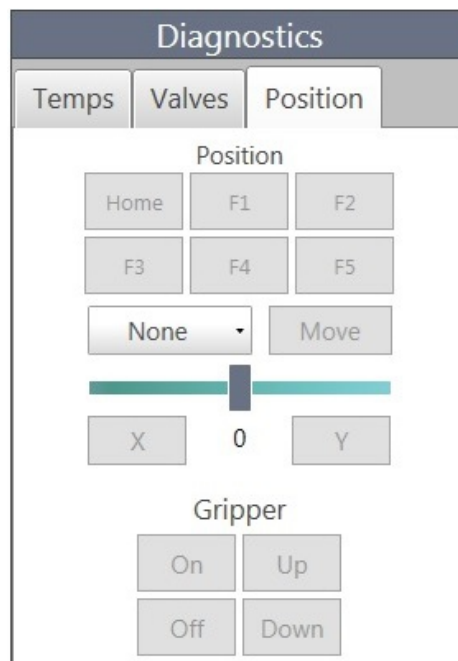 Diagnostics
Temps Valves Position
Position
Home F1 F2
F3 F4 F5
None Move
X 0 Y
Gripper
On Up
Off Down